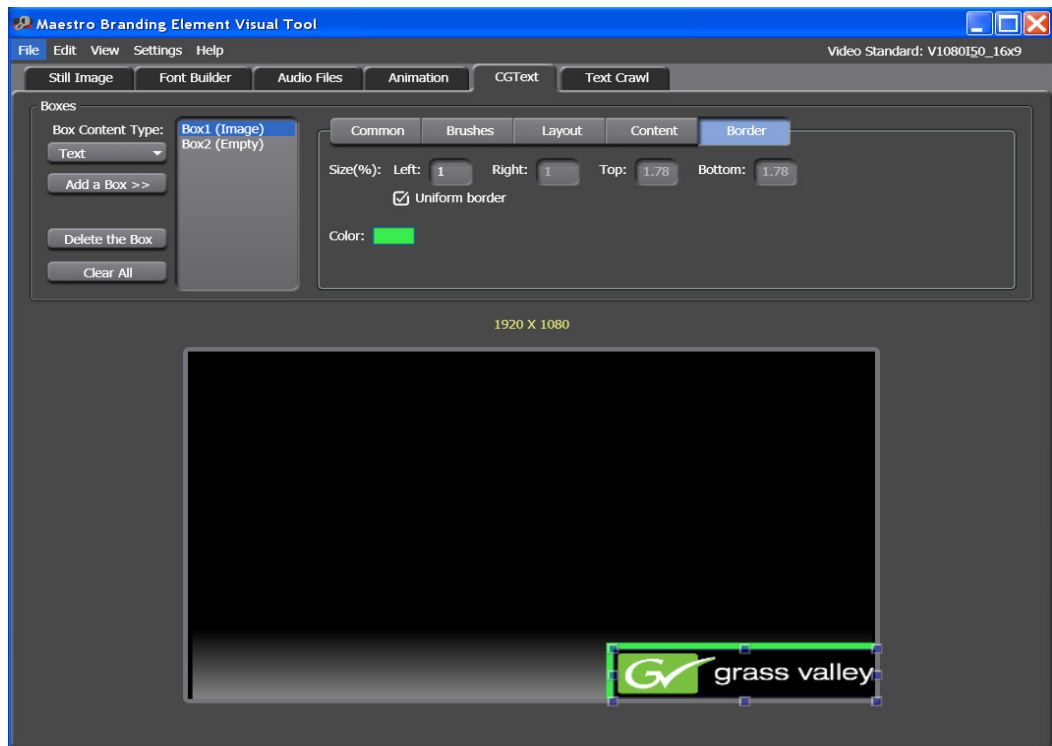 Maestro Branding Element Visual Tool
File Edit View Settings Help Video Standard: V1080I50_16x9
Still Image Font Builder Audio Files Animation CGText Text Crawl
Boxes
Box Content Type: Box1 (Image) Common Brushes Layout Content Border
Text Box2 (Empty)
Size(%): Left: 1 Right: 1 Top: 1.78 Bottom: 1.78
Add a Box >>
Uniform border
Delete the Box Color:
Clear All
1920 X 1080
GV grass valley